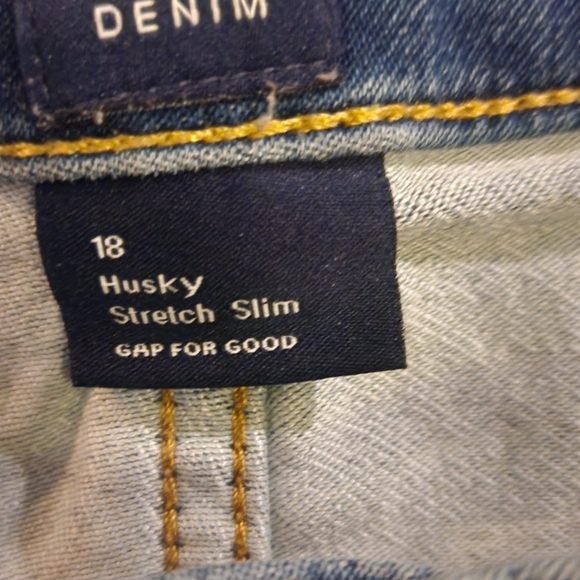 DENIM
18
Husky
Stretch Slim
GAP FOR GOOD